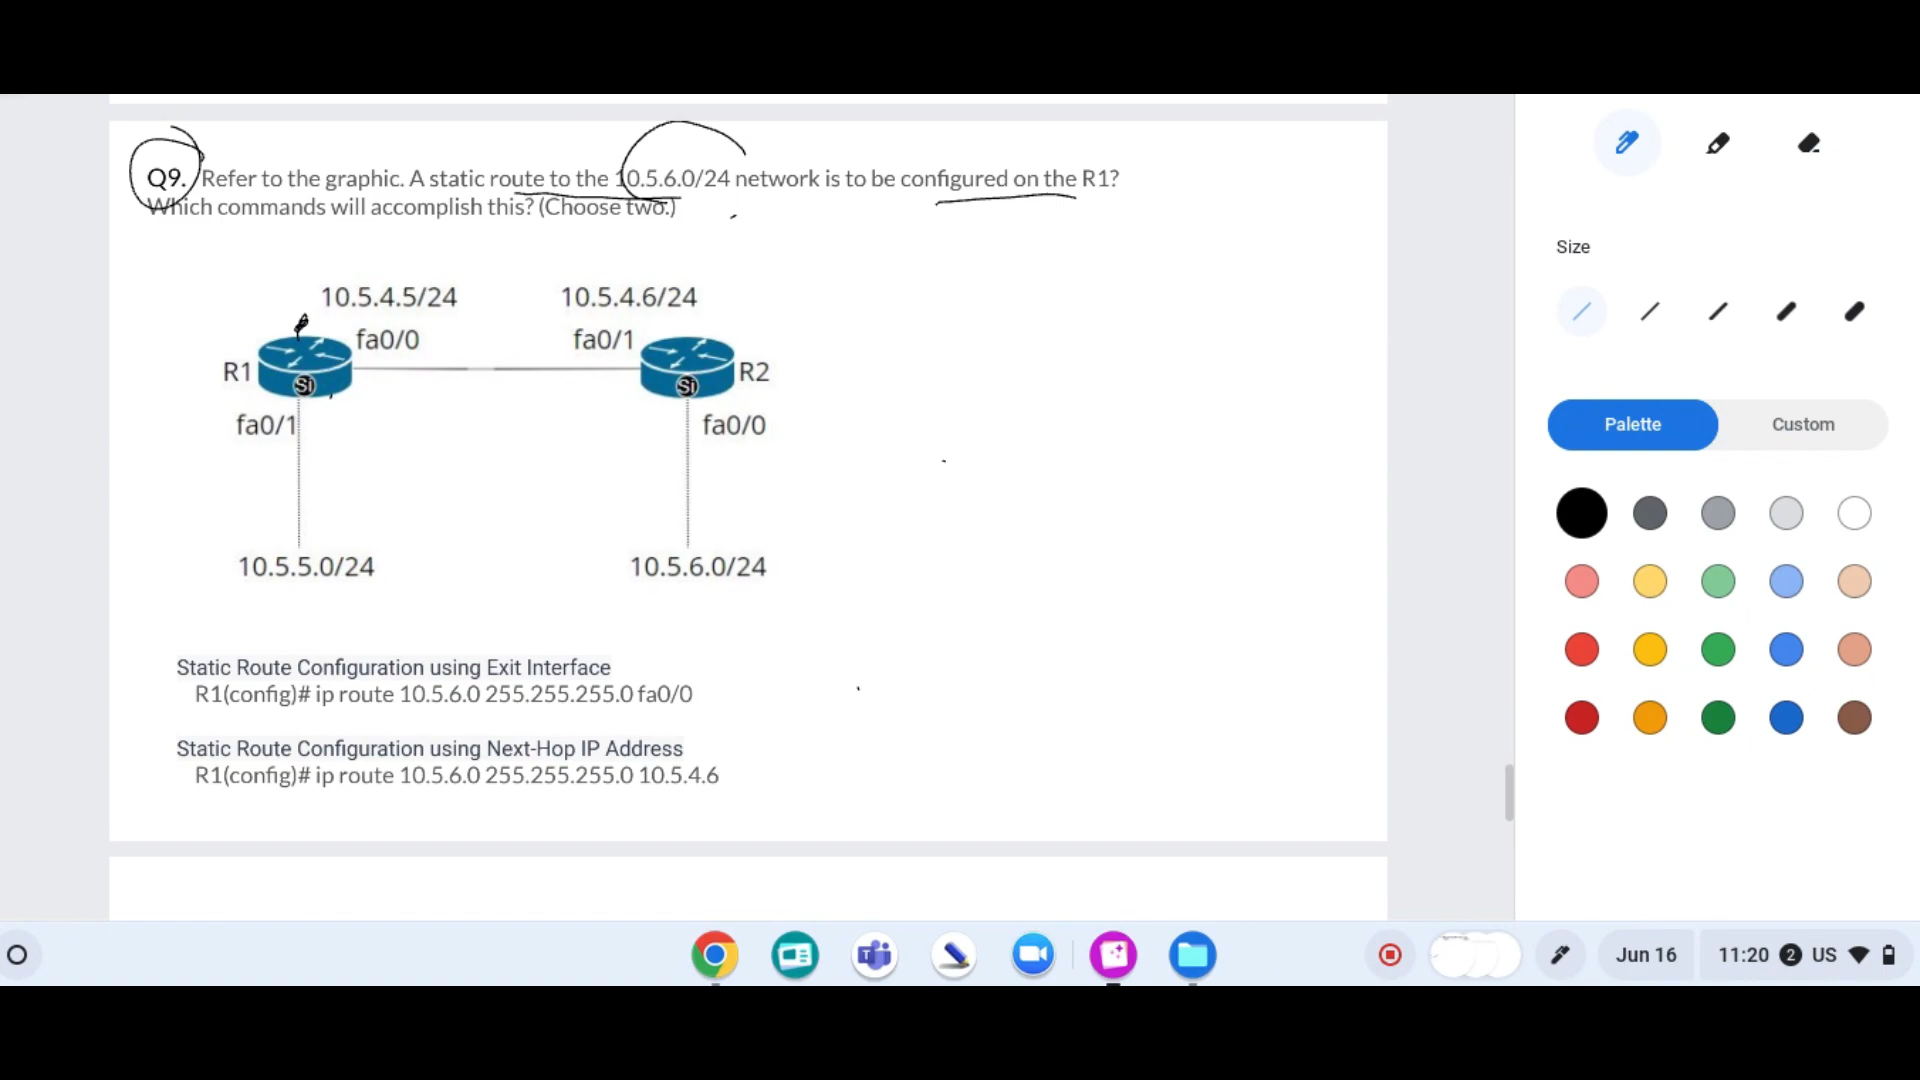 Q9. Refer to the graphic. A static route to the 10.5.6.0/24 network is to be configured on the R1?
Which commands will accomplish this? (Choose two.)
10.5.4.5/24 10.5.4.6/24
fa0/0 fa0/1
R1 Si Si R2
fa0/1 fa0/0
10.5.5.0/24 10.5.6.0/24
Static Route Configuration using Exit Interface
R1(config)# ip route 10.5.6.0 255.255.255.0 fa0/0
Static Route Configuration using Next-Hop IP Address
R1(config)# ip route 10.5.6.0 255.255.255.0 10.5.4.6
Size
Palette Custom
Jun 16 11:20 2 US